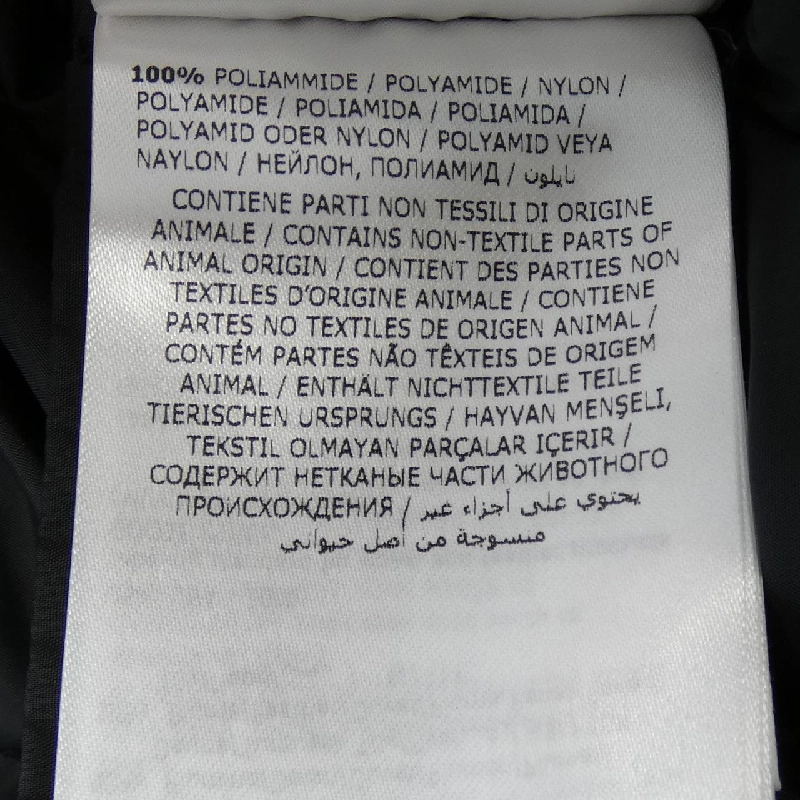 100% POLIAMMIDE / POLYAMIDE / NYLON /
POLYAMIDE / POLIAMIDA / POLIAMIDA /
POLYAMID ODER NYLON / POLYAMID VEYA
NAYLON / НЕЙЛОН, ПОЛИАМИД / نايلون
CONTIENE PARTI NON TESSILI DI ORIGINE
ANIMALE / CONTAINS NON-TEXTILE PARTS OF
ANIMAL ORIGIN / CONTIENT DES PARTIES NON
TEXTILES D'ORIGINE ANIMALE / CONTIENE
PARTES NO TEXTILES DE ORIGEN ANIMAL /
CONTÉM PARTES NÃO TÊXTEIS DE ORIGEM
ANIMAL / ENTHÄLT NICHTTEXTILE TEILE
TIERISCHEN URSPRUNGS / HAYVAN MENŞELİ,
TEKSTIL OLMAYAN PARÇALAR IÇERIR /
СОДЕРЖИТ НЕТКАНЫЕ ЧАСТИ ЖИВОТНОГО
ПРОИСХОЖДЕНИЯ / يحتوي على أجزاء غير
منسوجة من أصل حيواني